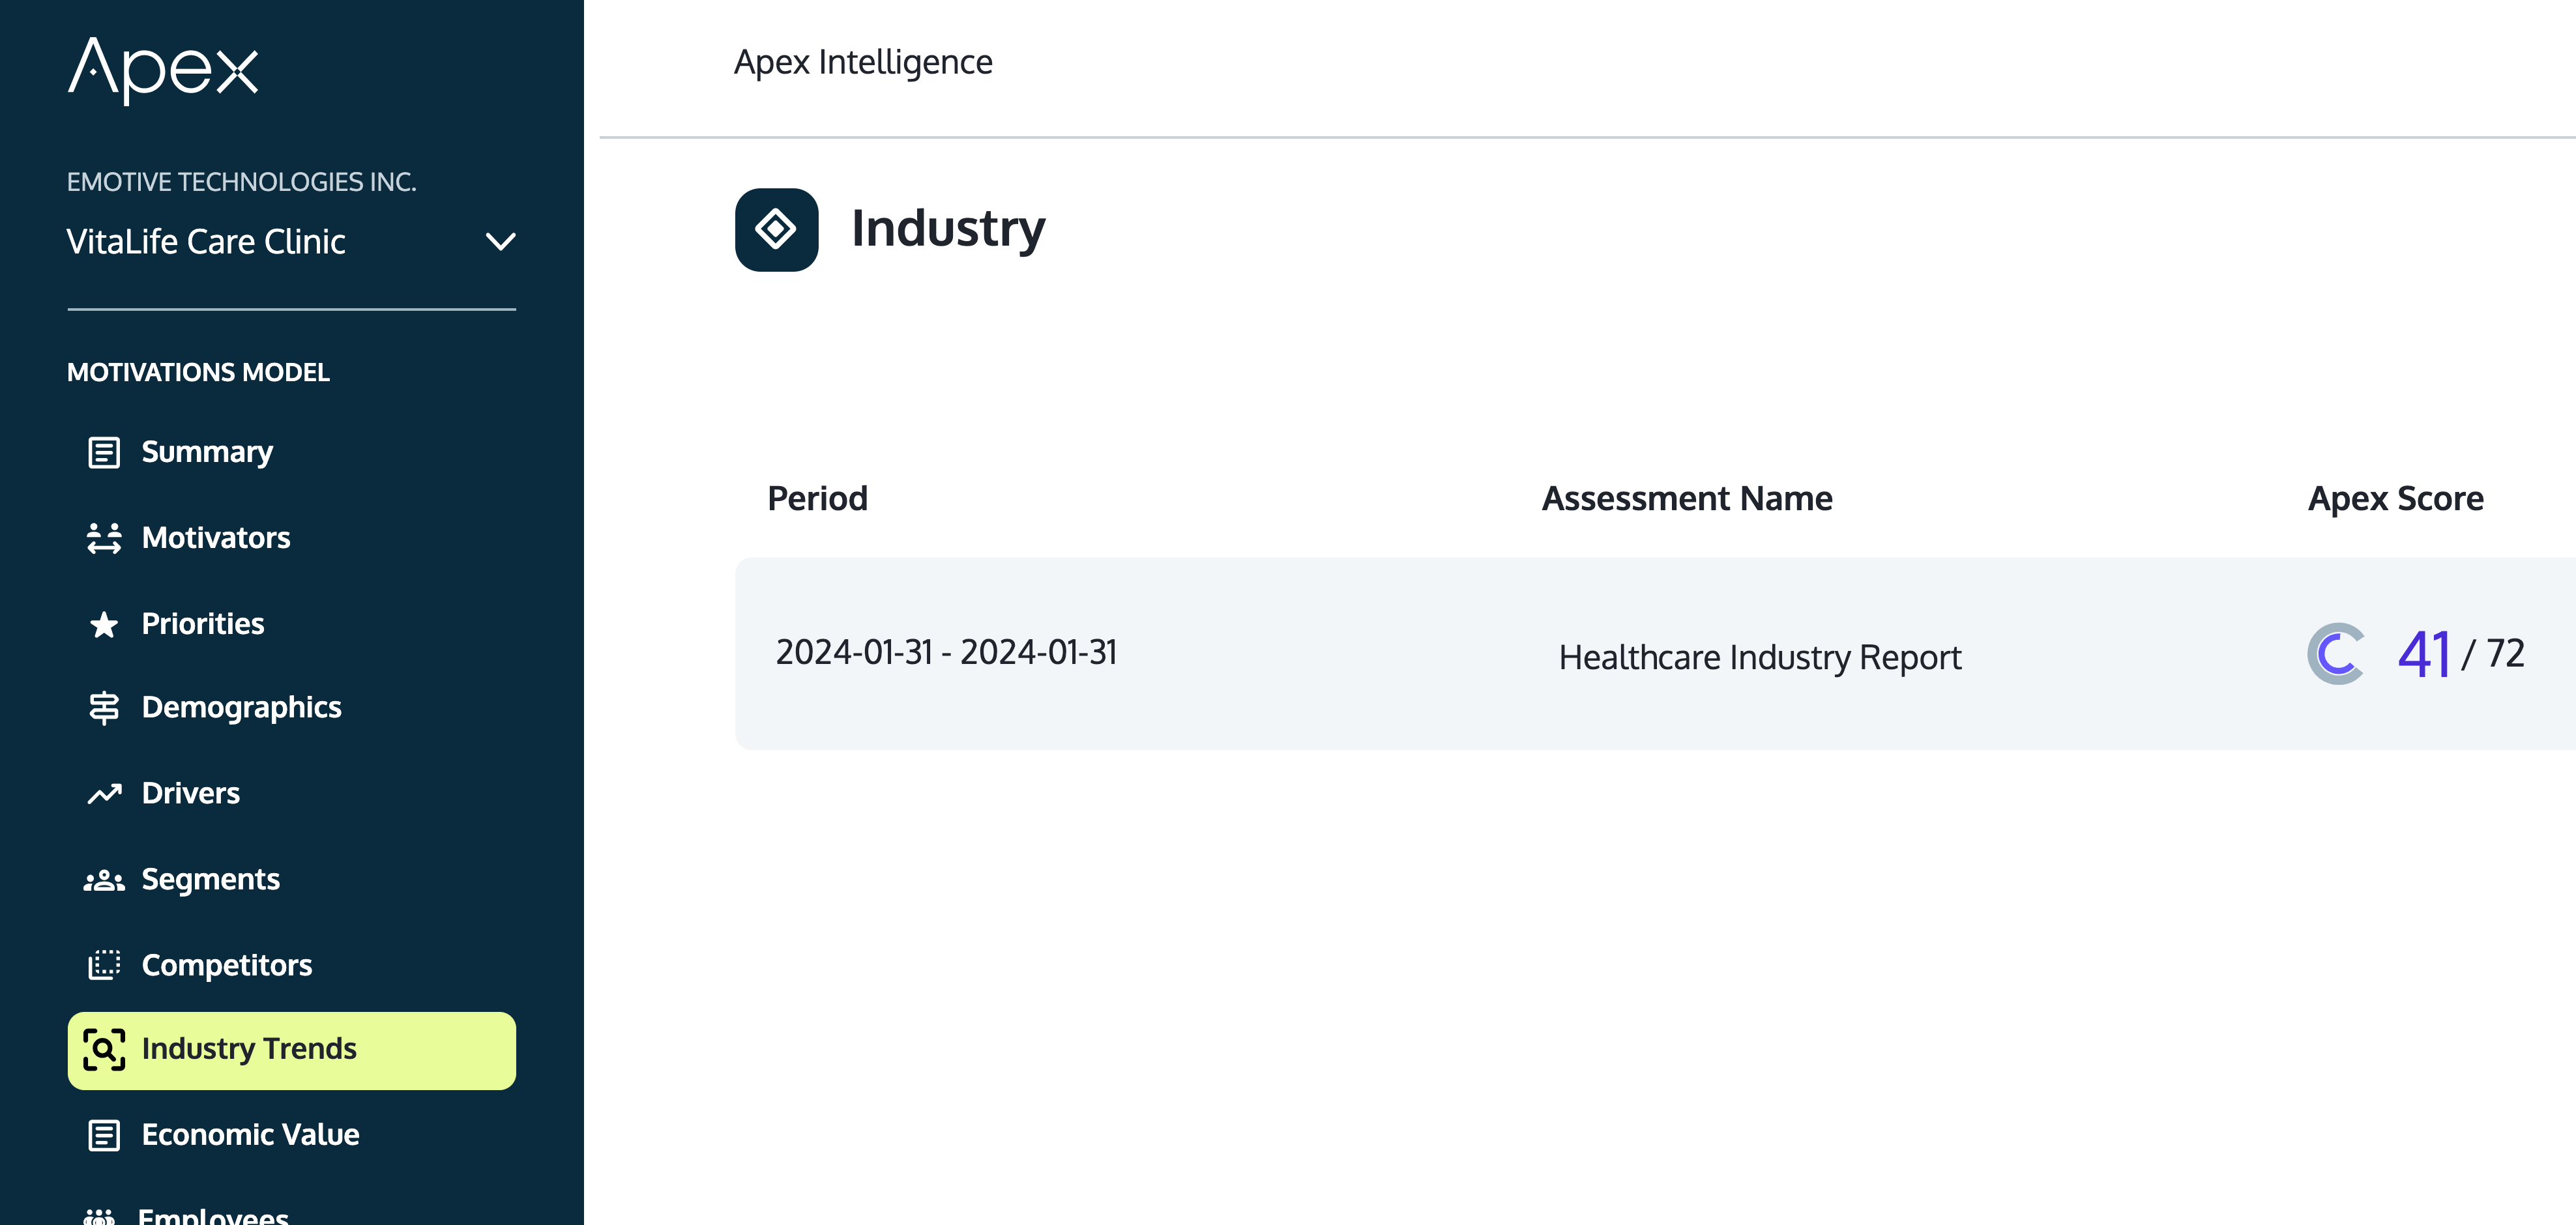 Apex
EMOTIVE TECHNOLOGIES INC.
VitaLife Care Clinic
MOTIVATIONS MODEL
Summary
Motivators
Priorities
Demographics
Drivers
Segments
Competitors
Industry Trends
Economic Value
Employees
Apex Intelligence
Industry
Period Assessment Name Apex Score
2024-01-31 - 2024-01-31 Healthcare Industry Report 41 / 72